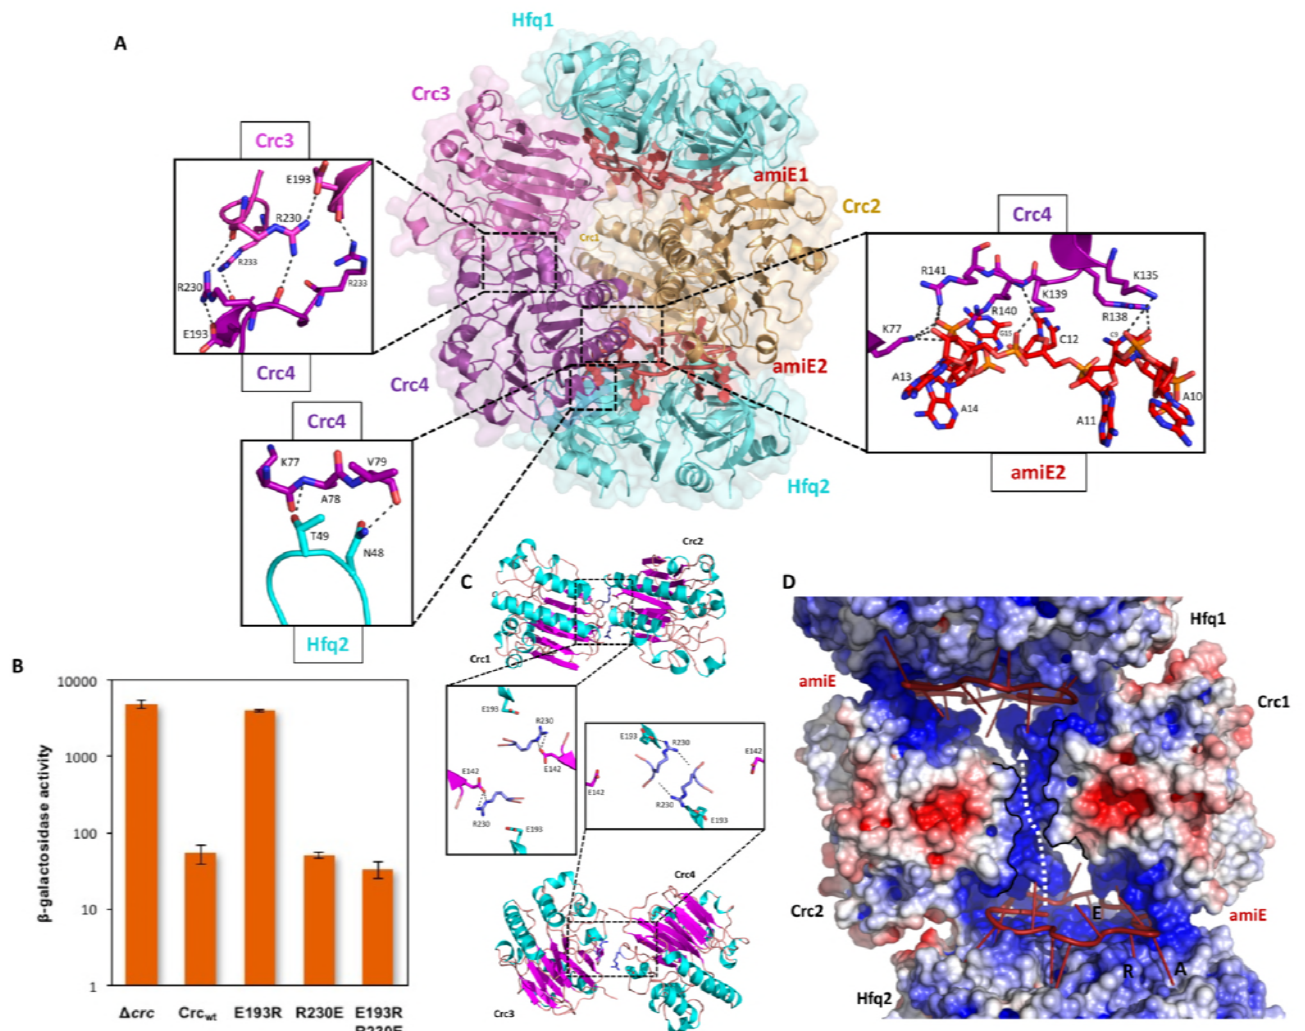 A
Hfq1
Crc3
amiE1
Crc2
Crc1
Crc4
amiE2
Hfq2
Crc3
E193
R230
R233
R230
R233
E193
Crc4
Crc4
K77
V79
A78
T49
N48
Hfq2
Crc4
R141
K135
K139
R140
R138
K77
G15
C12
C9
A13
A14
A11
A10
amiE2
B
10000
1000
100
10
1
β-galactosidase activity
Δcrc
Crcwt
E193R
R230E
E193R
R230E
C
Crc2
Crc1
E193
R230
E142
E142
R230
E193
E193
R230
E142
E142
R230
E193
Crc4
Crc3
D
Hfq1
amiE
Crc1
Crc2
E
amiE
R
A
Hfq2